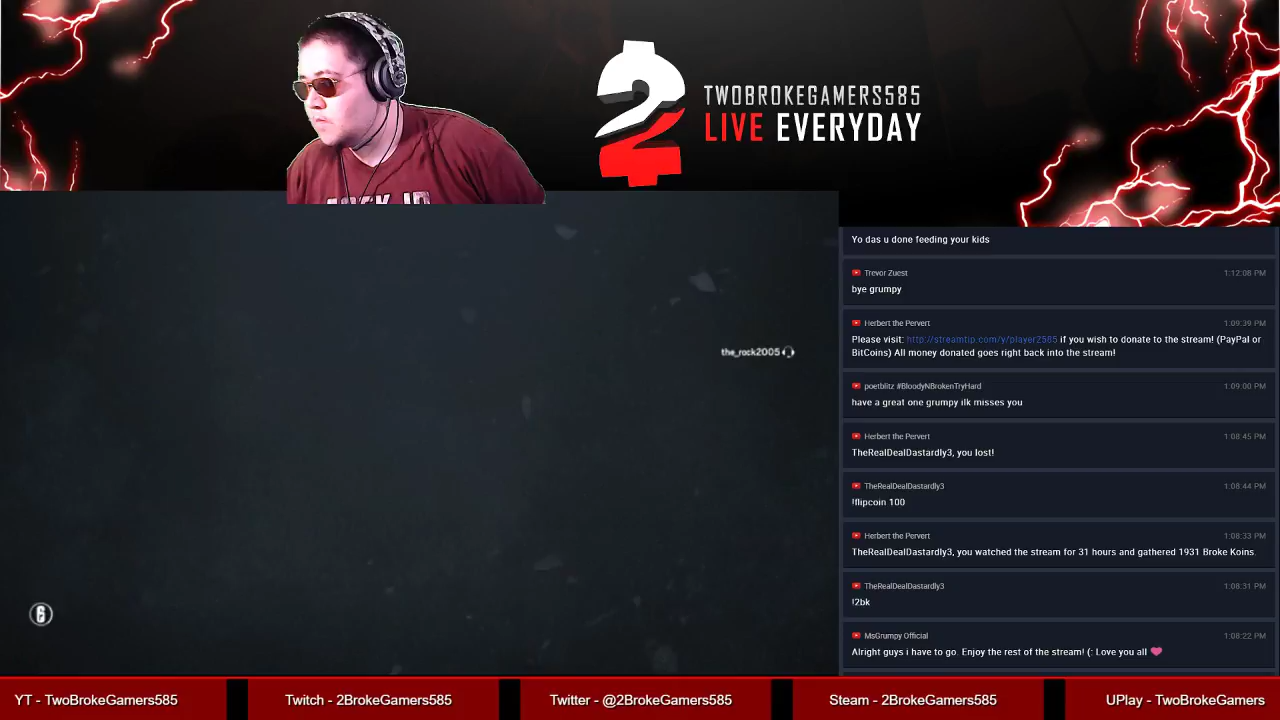 2
TWOBROKEGAMERS585
LIVE EVERYDAY
the_rock2005
6
Yo das u done feeding your kids
Trevor Zuest 1:12:08 PM
bye grumpy
Herbert the Pervert 1:09:39 PM
Please visit: http://streamtip.com/y/player2585 if you wish to donate to the stream! (PayPal or
BitCoins) All money donated goes right back into the stream!
poetblitz #BloodyNBrokenTryHard 1:09:00 PM
have a great one grumpy ilk misses you
Herbert the Pervert 1:08:45 PM
TheRealDealDastardly3, you lost!
TheRealDealDastardly3 1:08:44 PM
!flipcoin 100
Herbert the Pervert 1:08:33 PM
TheRealDealDastardly3, you watched the stream for 31 hours and gathered 1931 Broke Koins.
TheRealDealDastardly3 1:08:31 PM
!2bk
MsGrumpy Official 1:08:22 PM
Alright guys i have to go. Enjoy the rest of the stream! (: Love you all
YT - TwoBrokeGamers585 Twitch - 2BrokeGamers585 Twitter - @2BrokeGamers585 Steam - 2BrokeGamers585 UPlay - TwoBrokeGamers